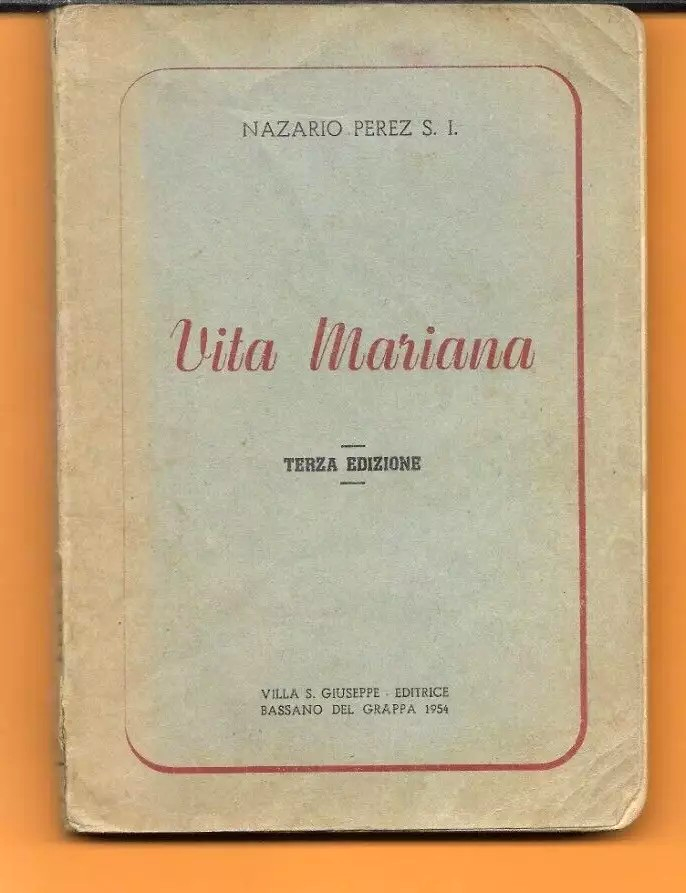 NAZARIO PEREZ S. I.
Vita Mariana
TERZA EDIZIONE
VILLA S. GIUSEPPE - EDITRICE
BASSANO DEL GRAPPA 1954